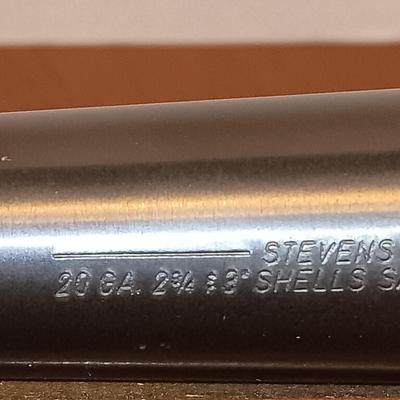 STEVENS
20 GA. 2¾ & 3" SHELLS